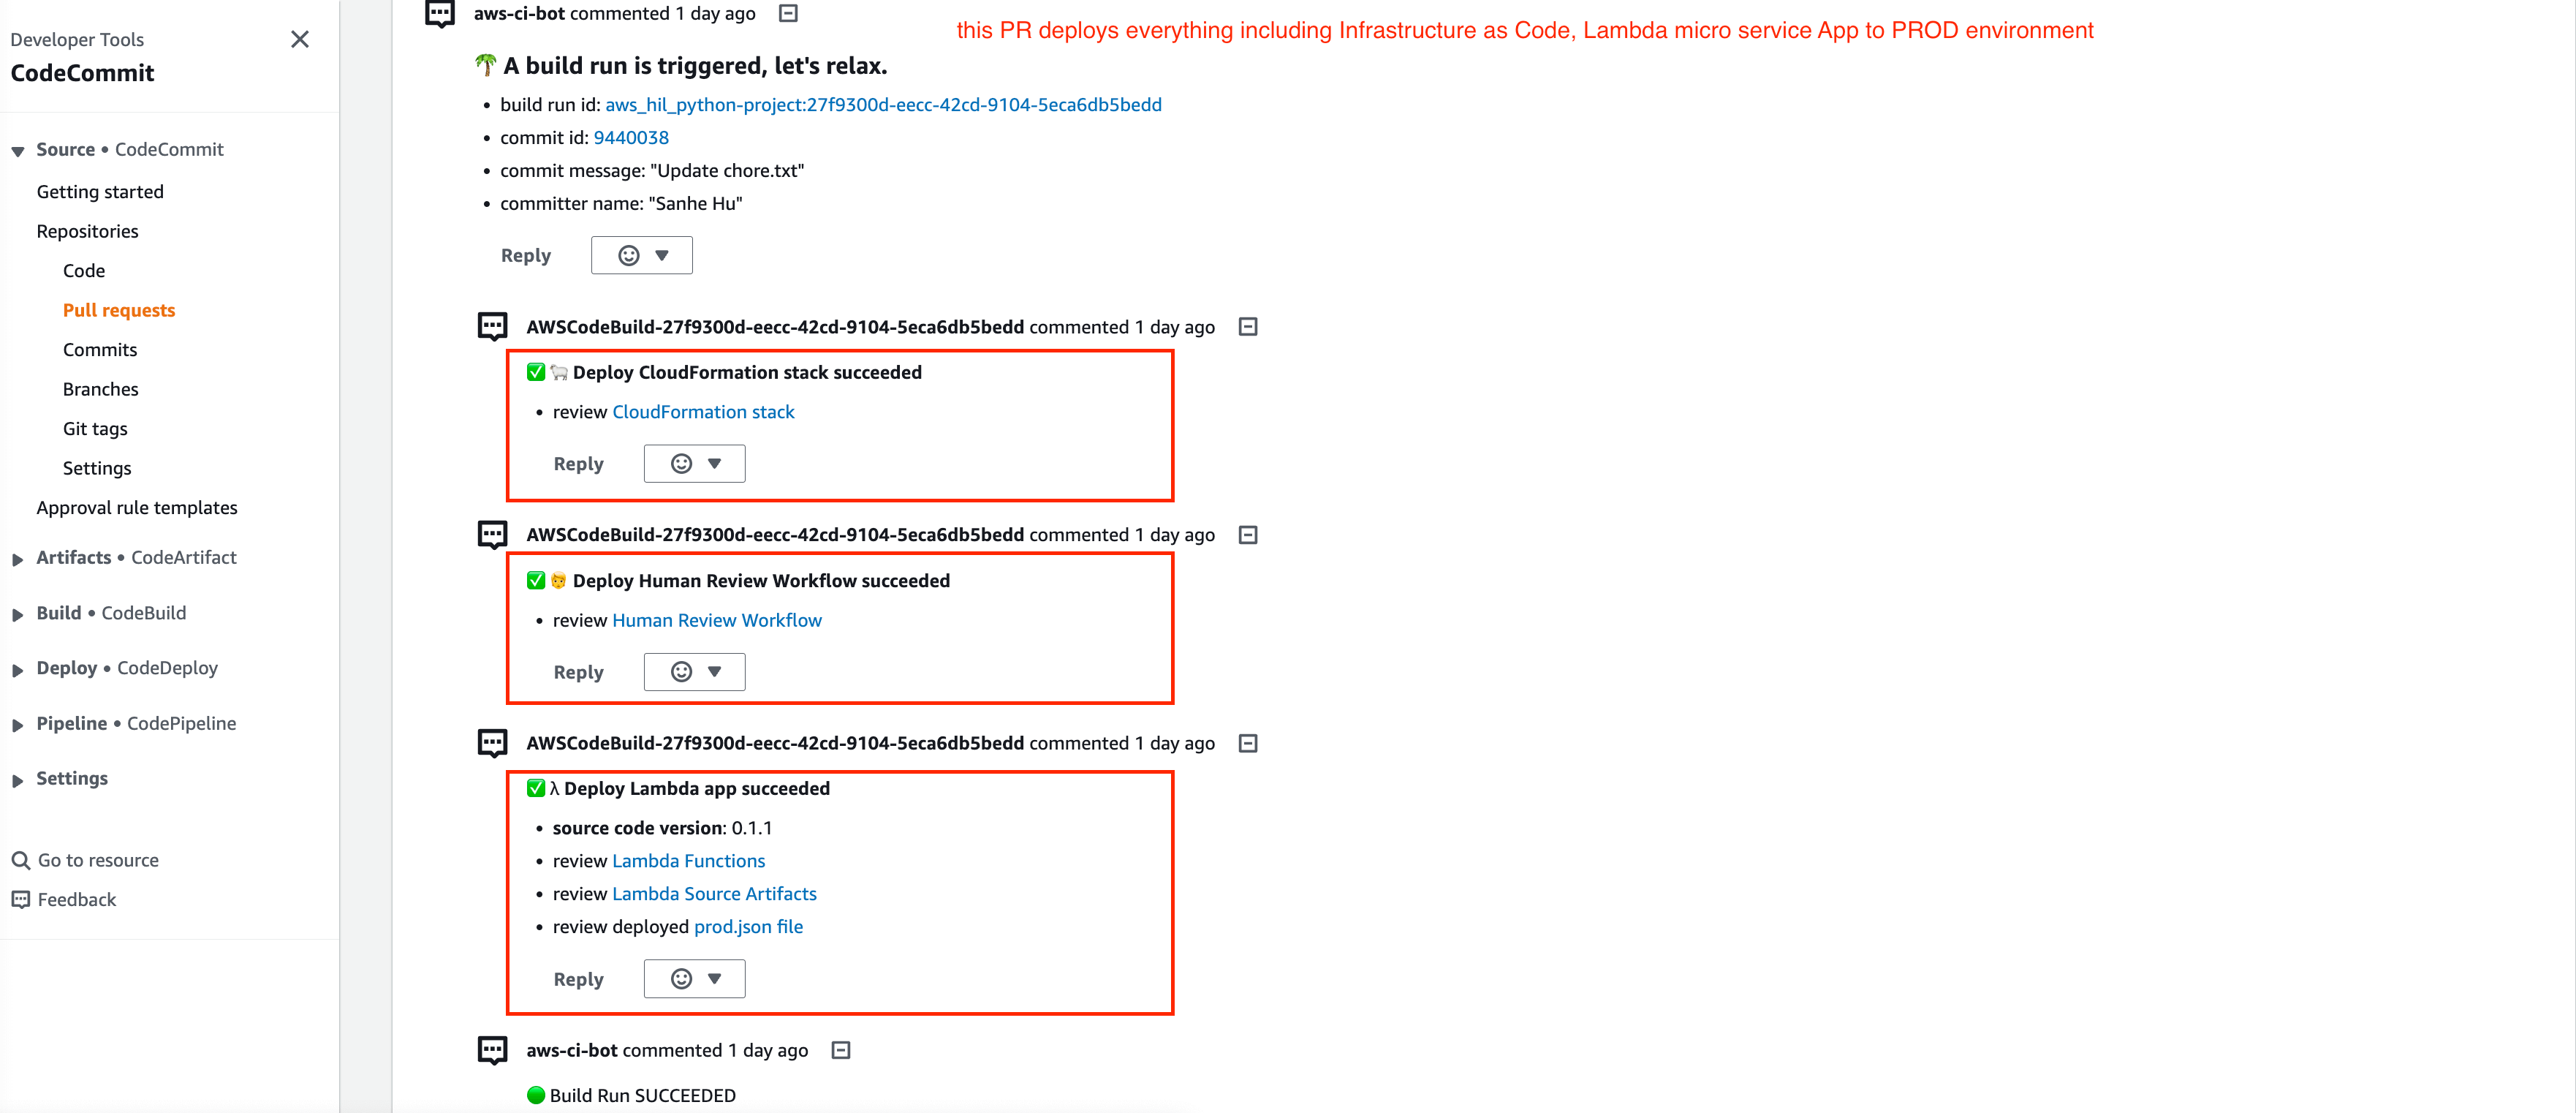 Developer Tools
CodeCommit
Source • CodeCommit
Getting started
Repositories
Code
Pull requests
Commits
Branches
Git tags
Settings
Approval rule templates
Artifacts • CodeArtifact
Build • CodeBuild
Deploy • CodeDeploy
Pipeline • CodePipeline
Settings
Go to resource
Feedback
aws-ci-bot commented 1 day ago
this PR deploys everything including Infrastructure as Code, Lambda micro service App to PROD environment
🌴 A build run is triggered, let's relax.
• build run id: aws_hil_python-project:27f9300d-eecc-42cd-9104-5eca6db5bedd
• commit id: 9440038
• commit message: "Update chore.txt"
• committer name: "Sanhe Hu"
Reply
AWSCodeBuild-27f9300d-eecc-42cd-9104-5eca6db5bedd commented 1 day ago
✅ 🐑 Deploy CloudFormation stack succeeded
• review CloudFormation stack
Reply
AWSCodeBuild-27f9300d-eecc-42cd-9104-5eca6db5bedd commented 1 day ago
✅ Deploy Human Review Workflow succeeded
• review Human Review Workflow
Reply
AWSCodeBuild-27f9300d-eecc-42cd-9104-5eca6db5bedd commented 1 day ago
✅ λ Deploy Lambda app succeeded
• source code version: 0.1.1
• review Lambda Functions
• review Lambda Source Artifacts
• review deployed prod.json file
Reply
aws-ci-bot commented 1 day ago
🟢 Build Run SUCCEEDED